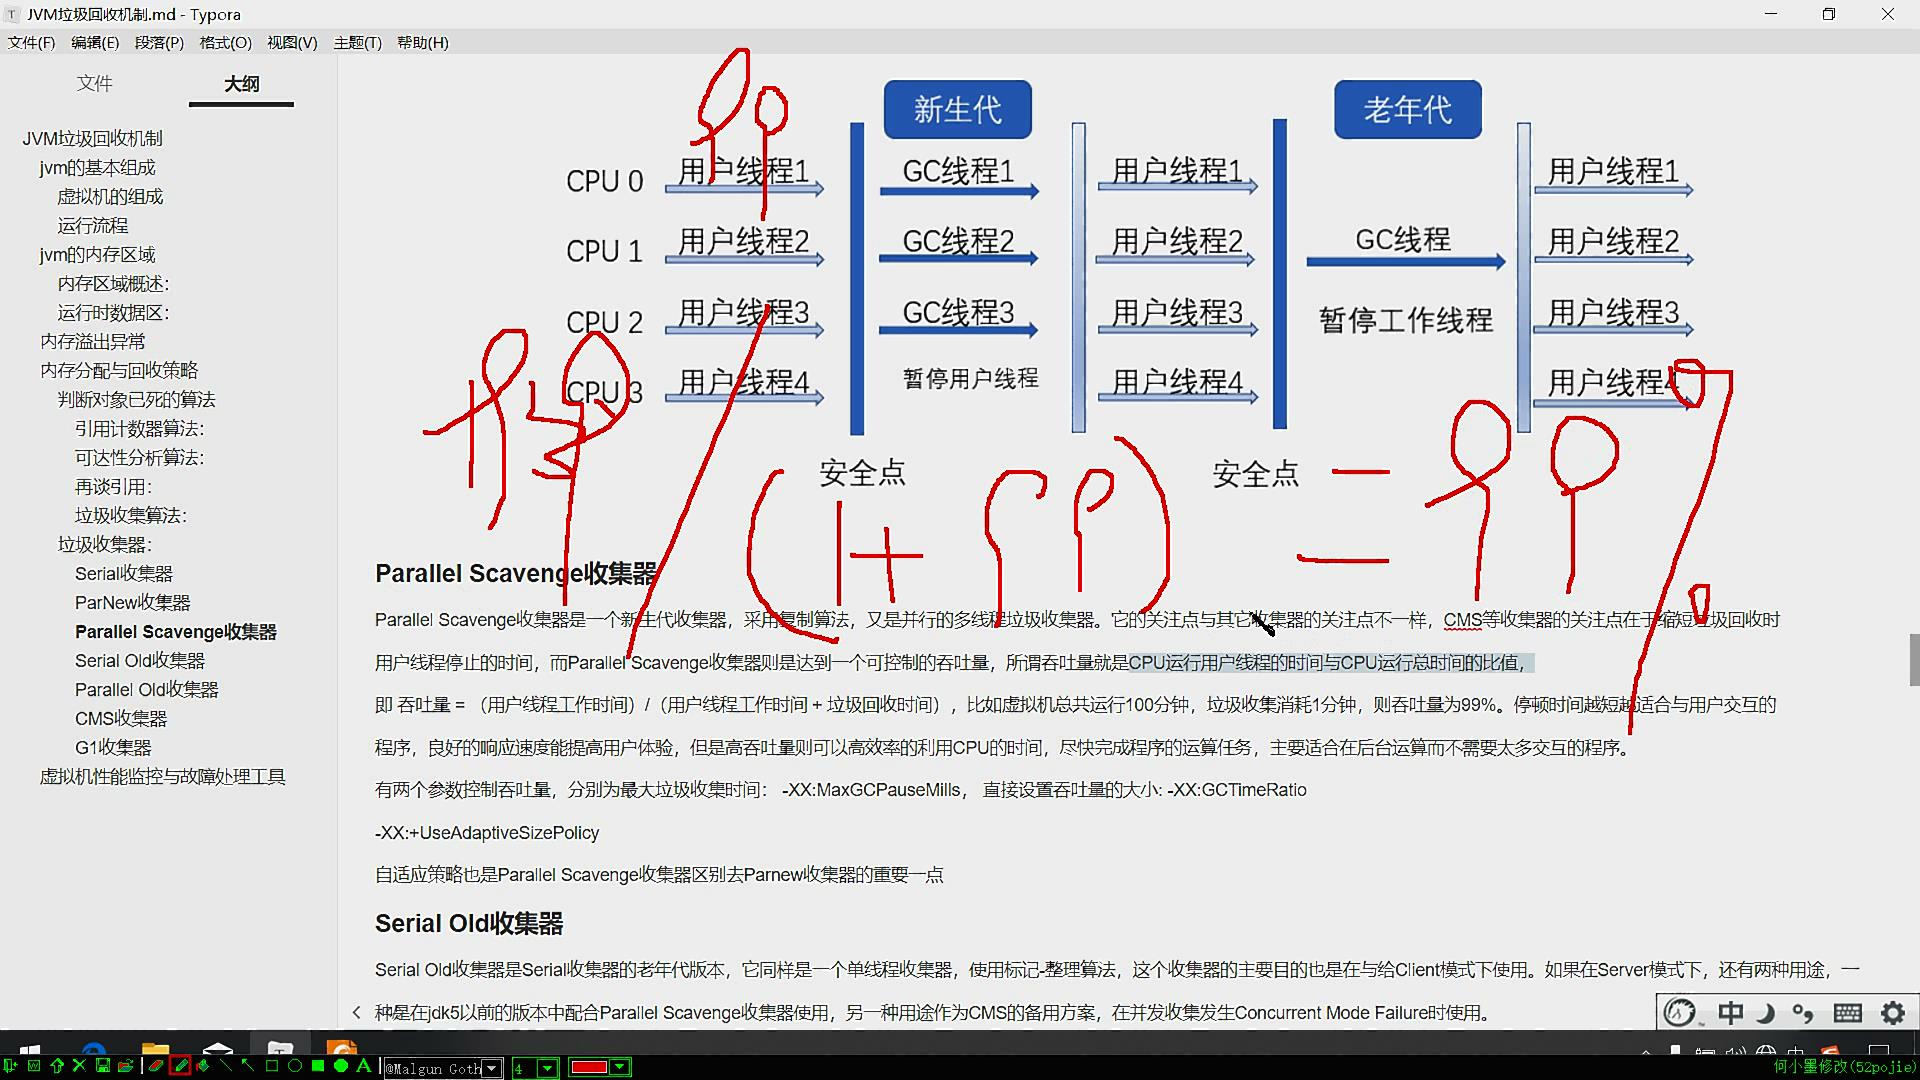 JVM垃圾回收机制.md - Typora
文件(F) 编辑(E) 段落(P) 格式(O) 视图(V) 主题(T) 帮助(H)
文件 大纲
JVM垃圾回收机制
jvm的基本组成
虚拟机的组成
运行流程
jvm的内存区域
内存区域概述：
运行时数据区：
内存溢出异常
内存分配与回收策略
判断对象已死的算法
引用计数器算法：
可达性分析算法：
再谈引用：
垃圾收集算法：
垃圾收集器：
Serial收集器
ParNew收集器
Parallel Scavenge收集器
Serial Old收集器
Parallel Old收集器
CMS收集器
G1收集器
虚拟机性能监控与故障处理工具
新生代 老年代
CPU 0 用户线程1 GC线程1 用户线程1 用户线程1
CPU 1 用户线程2 GC线程2 用户线程2 GC线程 用户线程2
CPU 2 用户线程3 GC线程3 用户线程3 暂停工作线程 用户线程3
CPU 3 用户线程4 暂停用户线程 用户线程4 用户线程4
安全点 安全点
99
99 / (1+99) = 99%
Parallel Scavenge收集器
Parallel Scavenge收集器是一个新生代收集器，采用复制算法，又是并行的多线程垃圾收集器。它的关注点与其它收集器的关注点不一样，CMS等收集器的关注点在于缩短垃圾回收时
用户线程停止的时间，而Parallel Scavenge收集器则是达到一个可控制的吞吐量，所谓吞吐量就是CPU运行用户线程的时间与CPU运行总时间的比值，
即 吞吐量 = （用户线程工作时间）/（用户线程工作时间 + 垃圾回收时间），比如虚拟机总共运行100分钟，垃圾收集消耗1分钟，则吞吐量为99%。停顿时间越短越适合与用户交互的
程序，良好的响应速度能提高用户体验，但是高吞吐量则可以高效率的利用CPU的时间，尽快完成程序的运算任务，主要适合在后台运算而不需要太多交互的程序。
有两个参数控制吞吐量，分别为最大垃圾收集时间： -XX:MaxGCPauseMills， 直接设置吞吐量的大小: -XX:GCTimeRatio
-XX:+UseAdaptiveSizePolicy
自适应策略也是Parallel Scavenge收集器区别去Parnew收集器的重要一点
Serial Old收集器
Serial Old收集器是Serial收集器的老年代版本，它同样是一个单线程收集器，使用标记-整理算法，这个收集器的主要目的也是在与给Client模式下使用。如果在Server模式下，还有两种用途，一
种是在jdk5以前的版本中配合Parallel Scavenge收集器使用，另一种用途作为CMS的备用方案，在并发收集发生Concurrent Mode Failure时使用。
中
@Malgun Goth 4
何小墨修改(52pojie)